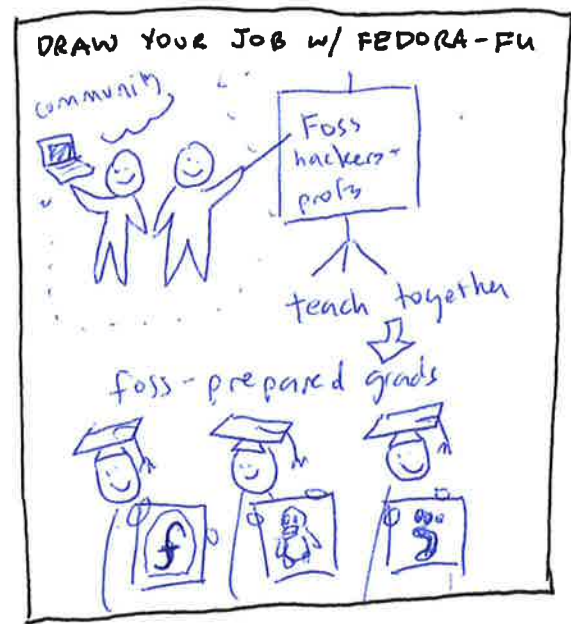 DRAW YOUR JOB W/ FEDORA-FU
community
Foss
hackers +
profs
teach together
foss-prepared grads
f